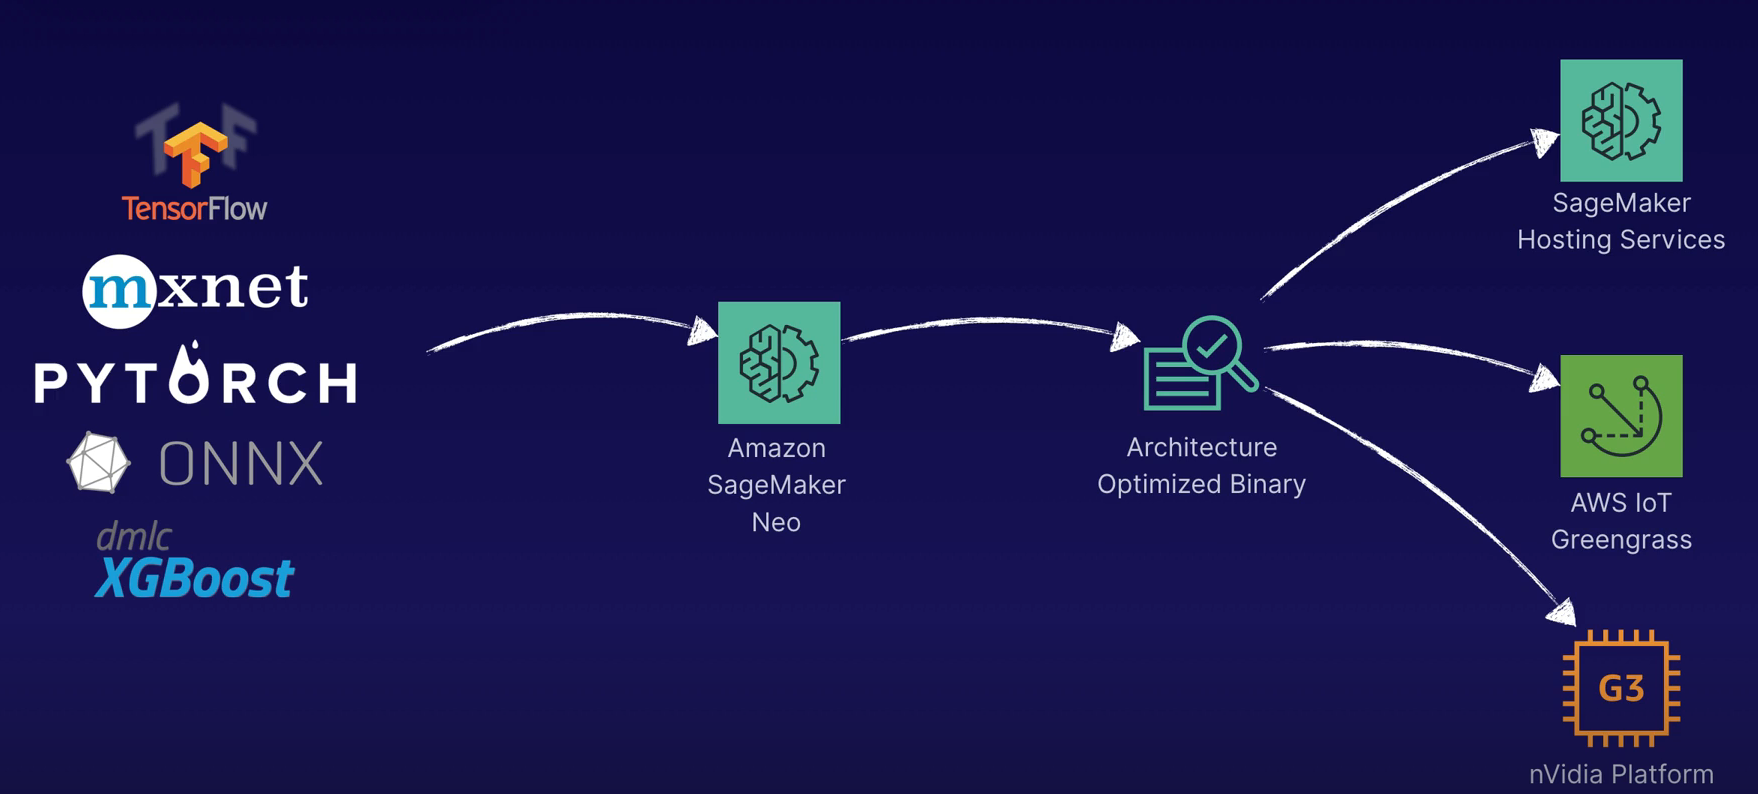 TF
TensorFlow
mxnet
PYTORCH
ONNX
dmlc
XGBoost
Amazon
SageMaker
Neo
Architecture
Optimized Binary
SageMaker
Hosting Services
AWS IoT
Greengrass
G3
nVidia Platform